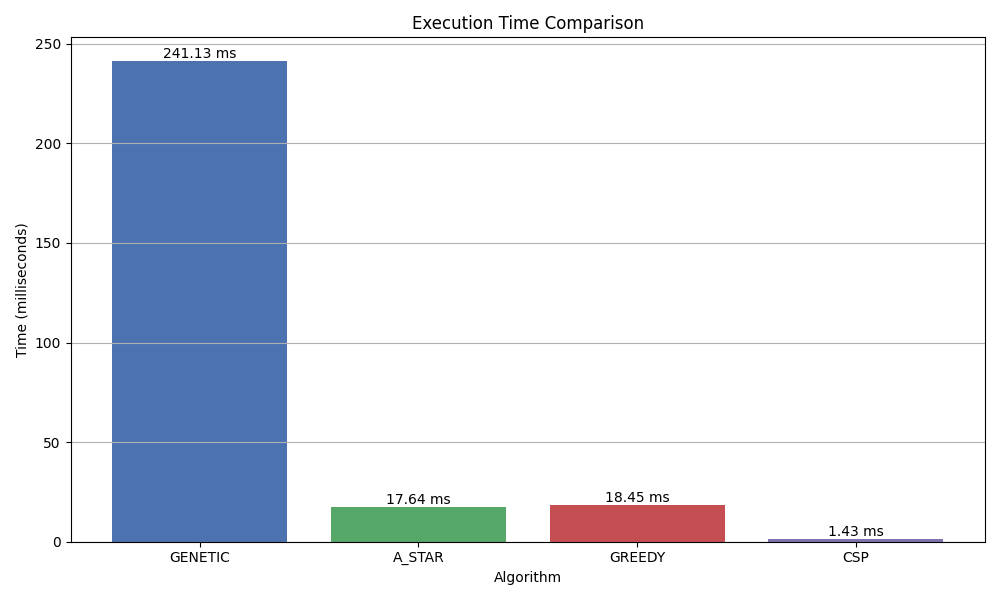 Execution Time Comparison
Time (milliseconds)
250
200
150
100
50
0
241.13 ms
17.64 ms
18.45 ms
1.43 ms
GENETIC
A_STAR
GREEDY
CSP
Algorithm